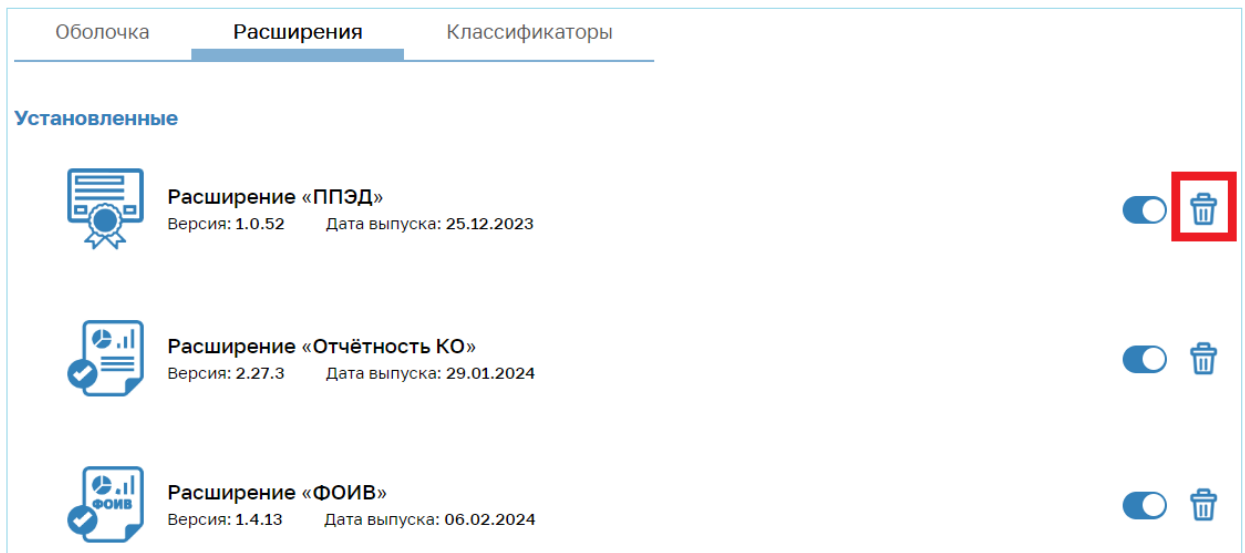 Оболочка Расширения Классификаторы
Установленные
Расширение «ППЭД»
Версия: 1.0.52 Дата выпуска: 25.12.2023
Расширение «Отчётность КО»
Версия: 2.27.3 Дата выпуска: 29.01.2024
ФОИВ
Расширение «ФОИВ»
Версия: 1.4.13 Дата выпуска: 06.02.2024